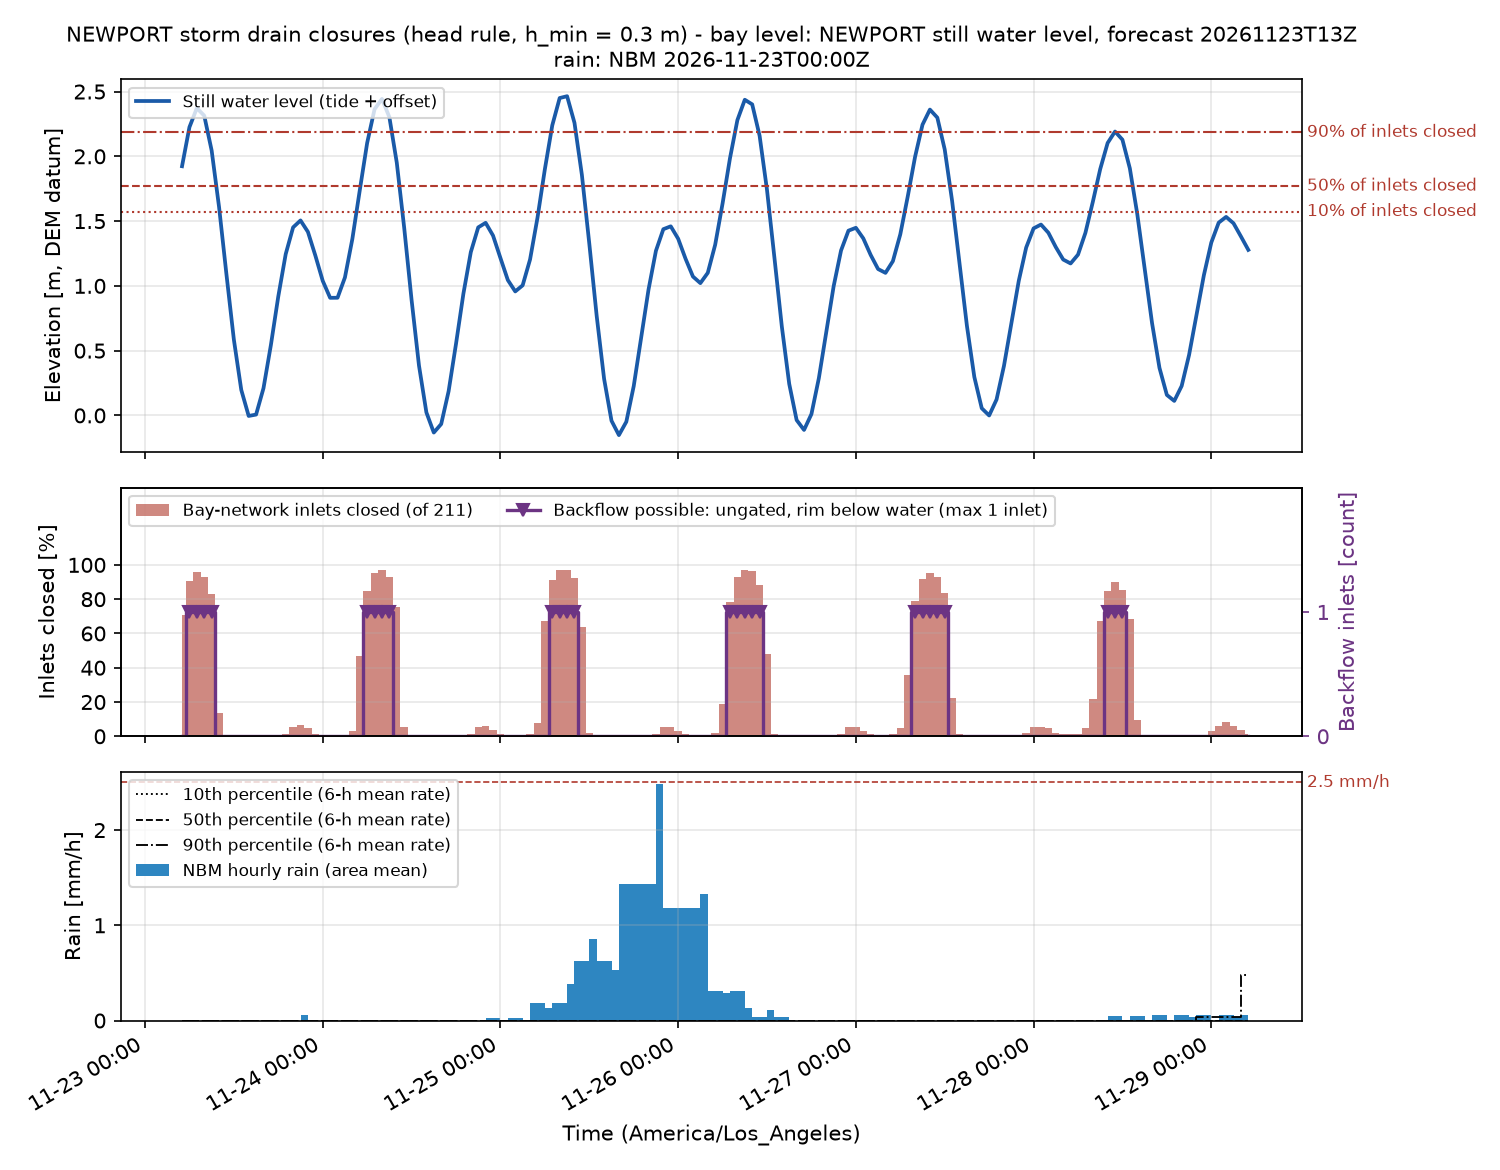 NEWPORT storm drain closures (head rule, h_min = 0.3 m) - bay level: NEWPORT still water level, forecast 20261123T13Z
rain: NBM 2026-11-23T00:00Z
Still water level (tide + offset)
Elevation [m, DEM datum]
2.5
2.0
1.5
1.0
0.5
0.0
90% of inlets closed
50% of inlets closed
10% of inlets closed
Bay-network inlets closed (of 211)
Backflow possible: ungated, rim below water (max 1 inlet)
Inlets closed [%]
100
80
60
40
20
0
1
0
Backflow inlets [count]
10th percentile (6-h mean rate)
50th percentile (6-h mean rate)
90th percentile (6-h mean rate)
NBM hourly rain (area mean)
2.5 mm/h
Rain [mm/h]
2
1
0
11-23 00:00
11-24 00:00
11-25 00:00
11-26 00:00
11-27 00:00
11-28 00:00
11-29 00:00
Time (America/Los_Angeles)